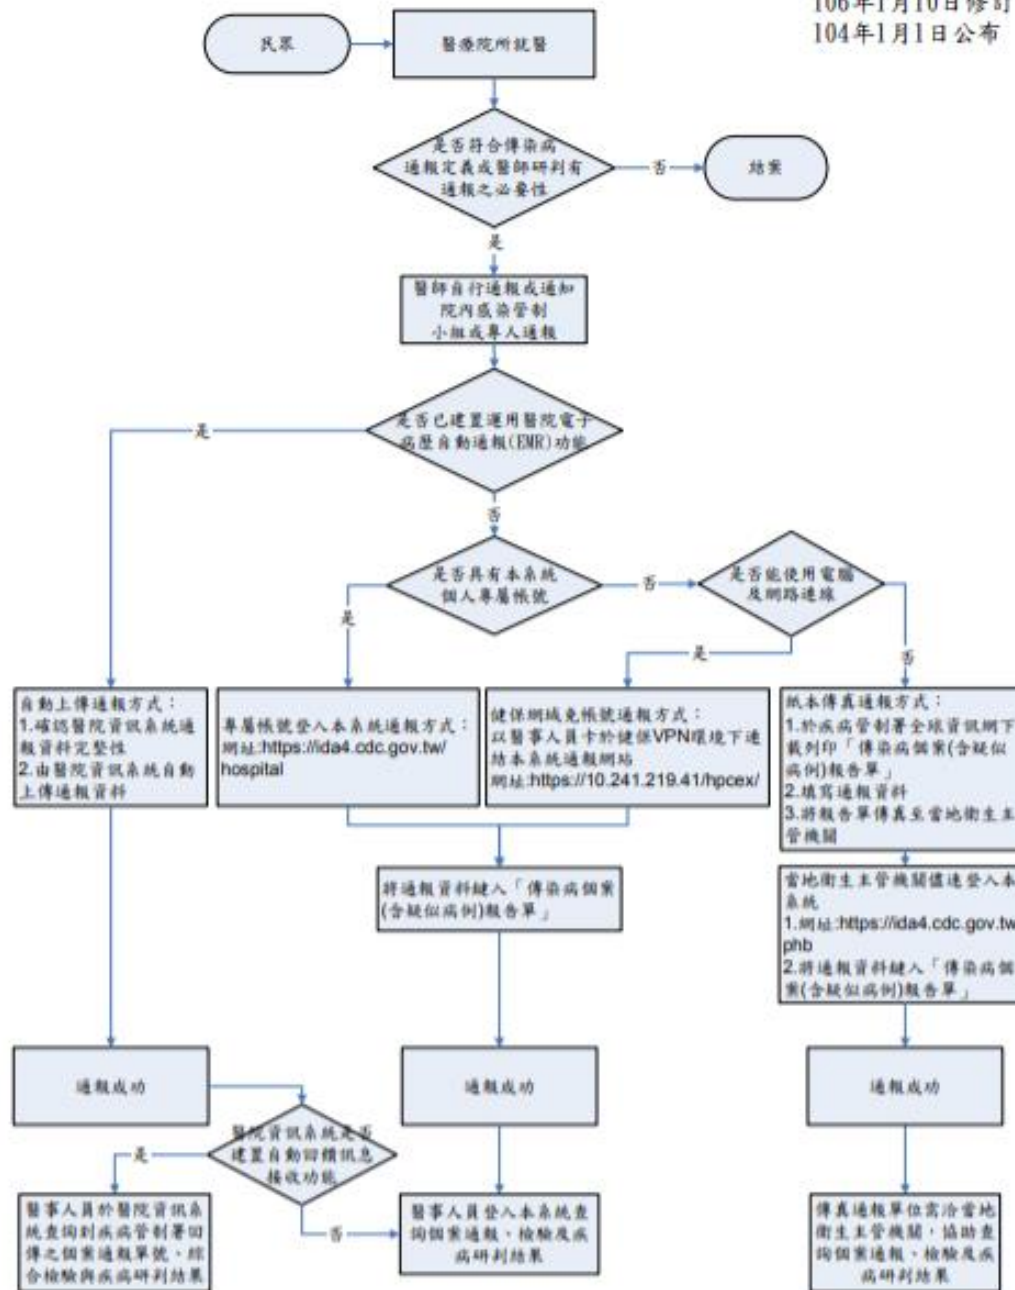 106年1月10日修訂
104年1月1日公布
民眾
醫療院所就醫
是否符合傳染病
通報定義或醫師研判有
通報之必要性
否
結案
是
醫師自行通報或通知
院內感染管制
小組或專人通報
是否已建置運用醫院電子
病歷自動通報(EMR)功能
是
否
是否具有本系統
個人專屬帳號
否
是否能使用電腦
及網路連線
是
是
否
自動上傳通報方式：
1.確認醫院資訊系統通
報資料完整性
2.由醫院資訊系統自動
上傳通報資料
專屬帳號登入本系統通報方式：
網址:https://ida4.cdc.gov.tw/
hospital
健保網域免帳號通報方式：
以醫事人員卡於健保VPN環境下連
結本系統通報網站
網址:https://10.241.219.41/hpcex/
紙本傳真通報方式：
1.於疾病管制署全球資訊網下
載列印「傳染病個案(含疑似
病例)報告單」
2.填寫通報資料
3.將報告單傳真至當地衛生主
管機關
將通報資料鍵入「傳染病個案
(含疑似病例)報告單」
當地衛生主管機關儘速登入本
系統
1.網址:https://ida4.cdc.gov.tw
phb
2.將通報資料鍵入「傳染病個
案(含疑似病例)報告單」
通報成功
通報成功
通報成功
醫院資訊系統是否
建置自動回饋訊息
接收功能
是
否
醫事人員於醫院資訊系
統查詢到疾病管制署回
傳之個案通報單號、綜
合檢驗與疾病研判結果
醫事人員登入本系統查
詢個案通報、檢驗及疾
病研判結果
傳真通報單位需洽當地
衛生主管機關，協助查
詢個案通報、檢驗及疾
病研判結果